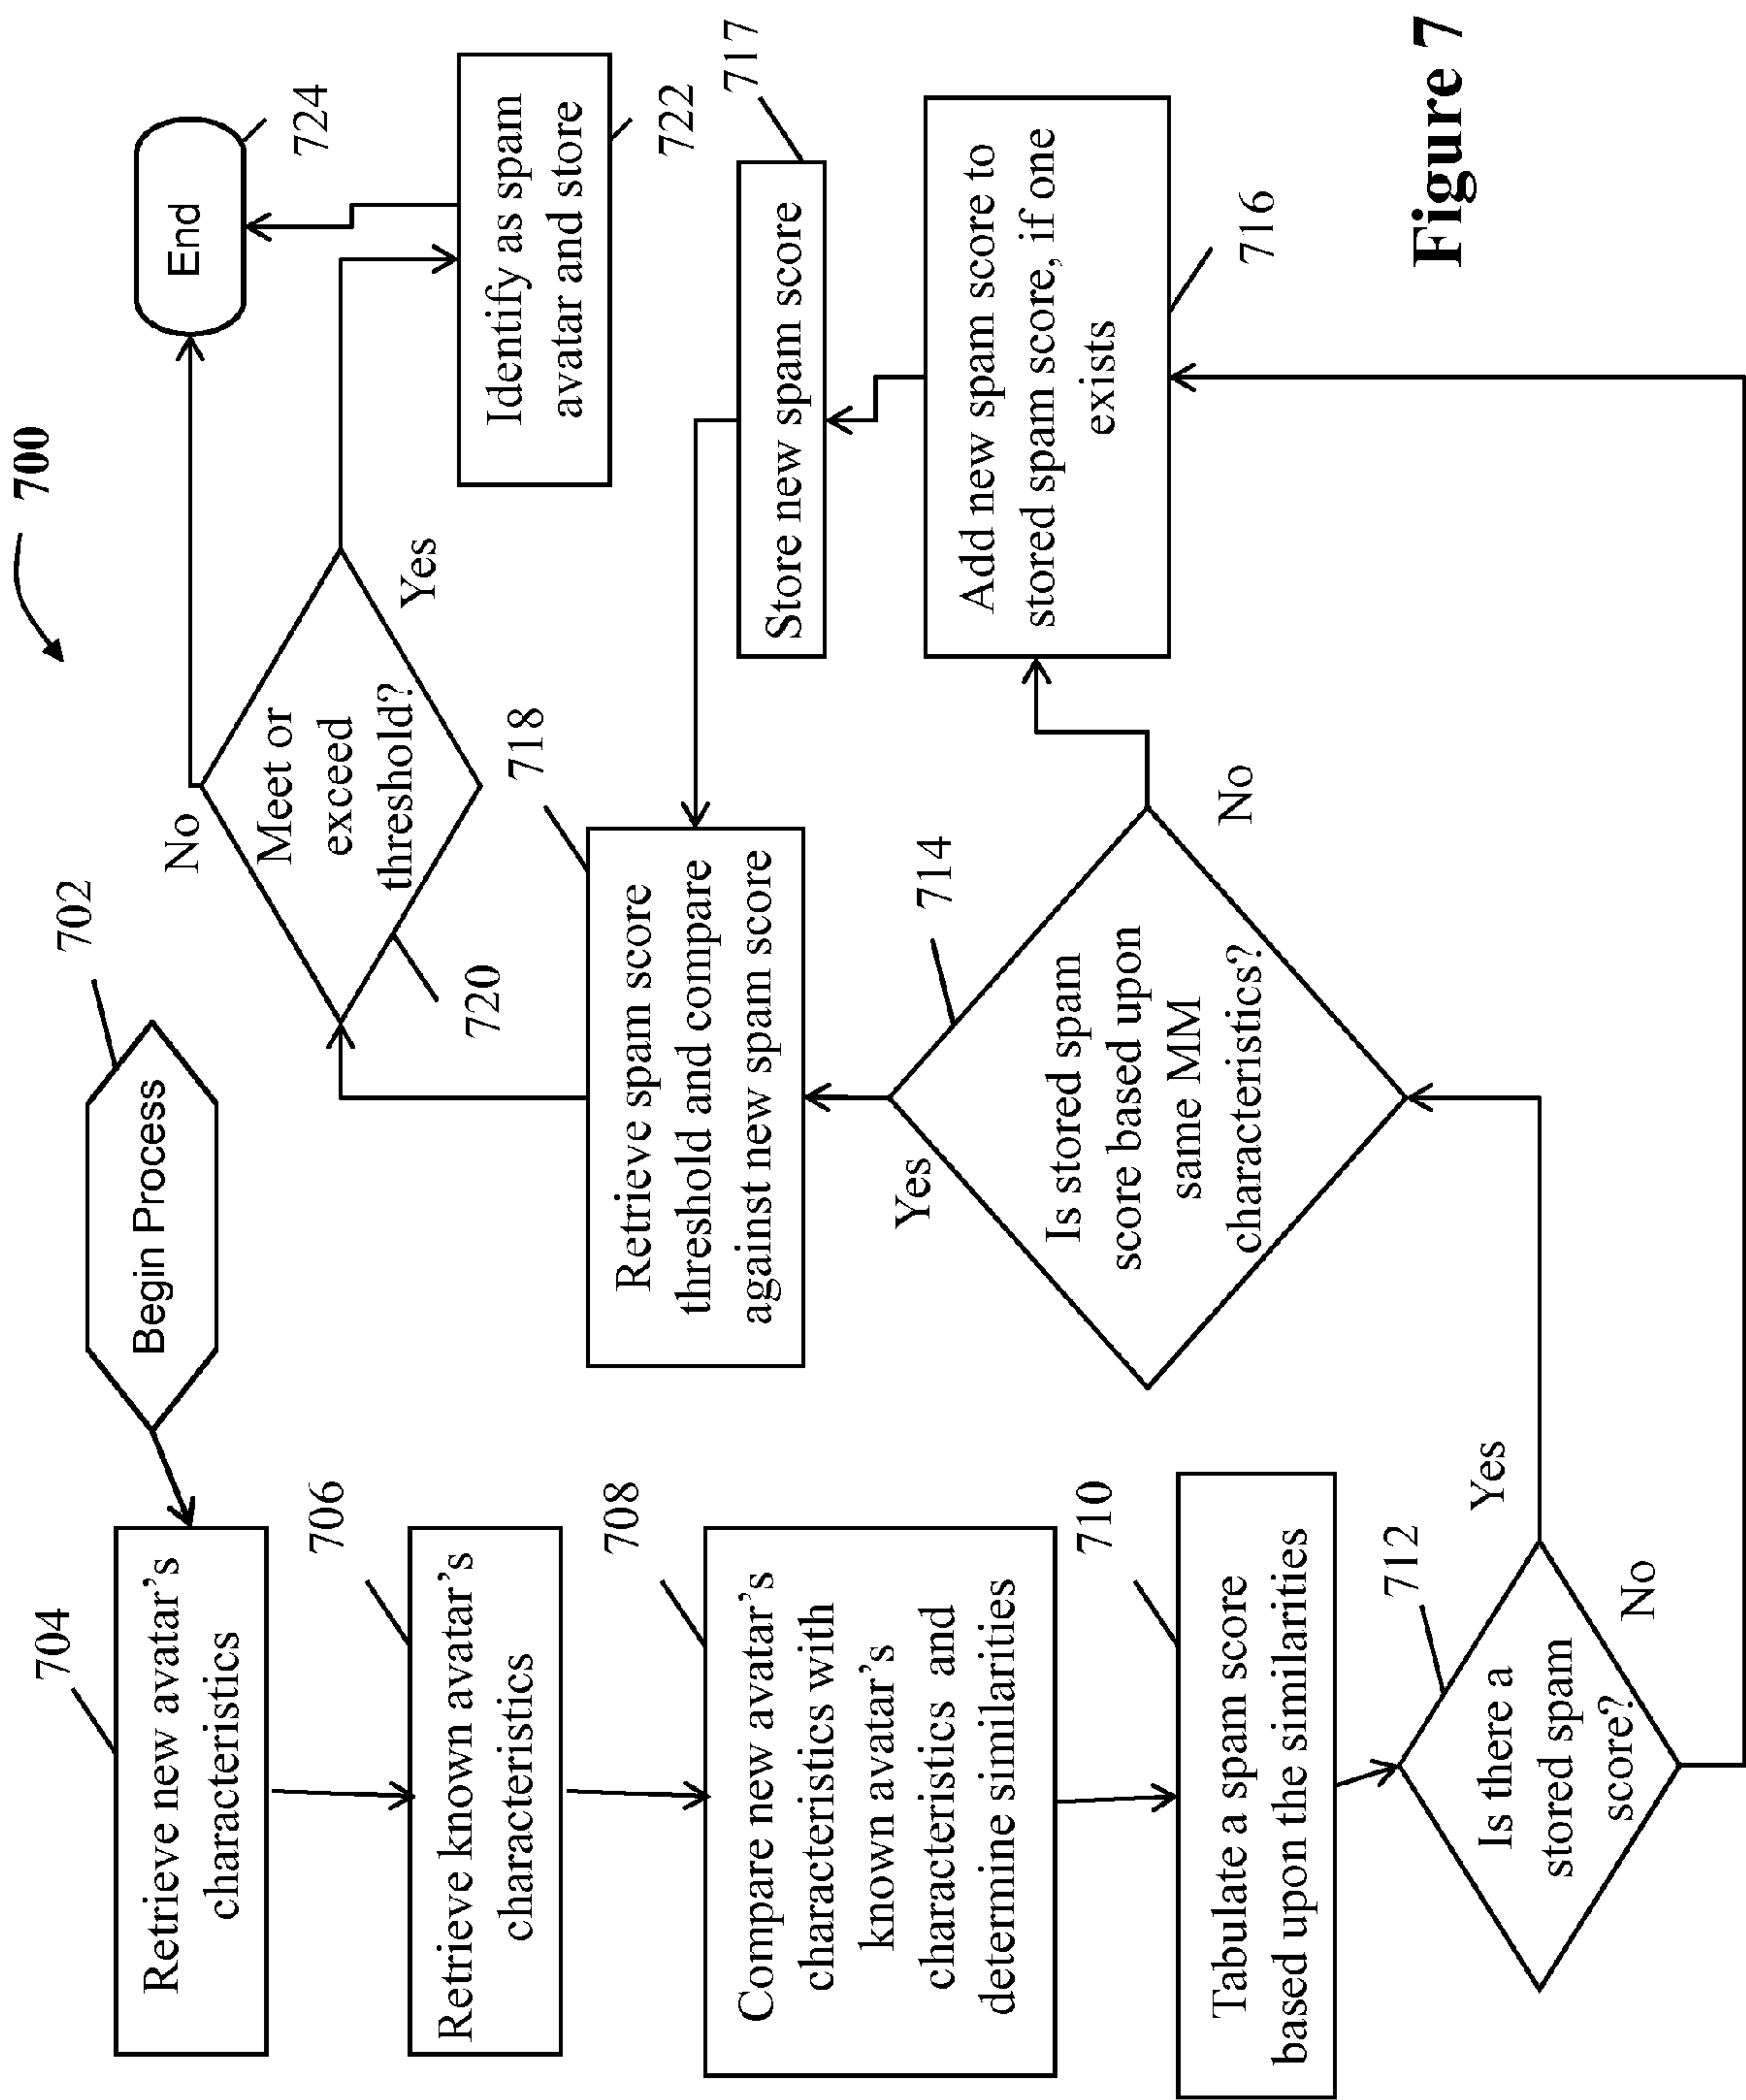 700
702
Begin Process
704
Retrieve new avatar's
characteristics
706
Retrieve known avatar's
characteristics
708
Compare new avatar's
characteristics with
known avatar's
characteristics and
determine similarities
710
Tabulate a spam score
based upon the similarities
712
Is there a
stored spam
score?
Yes
No
714
Is stored spam
score based upon
same MM
characteristics?
Yes
No
716
Add new spam score to
stored spam score, if one
exists
717
Store new spam score
718
Retrieve spam score
threshold and compare
against new spam score
720
Meet or
exceed
threshold?
No
Yes
722
Identify as spam
avatar and store
724
End
Figure 7